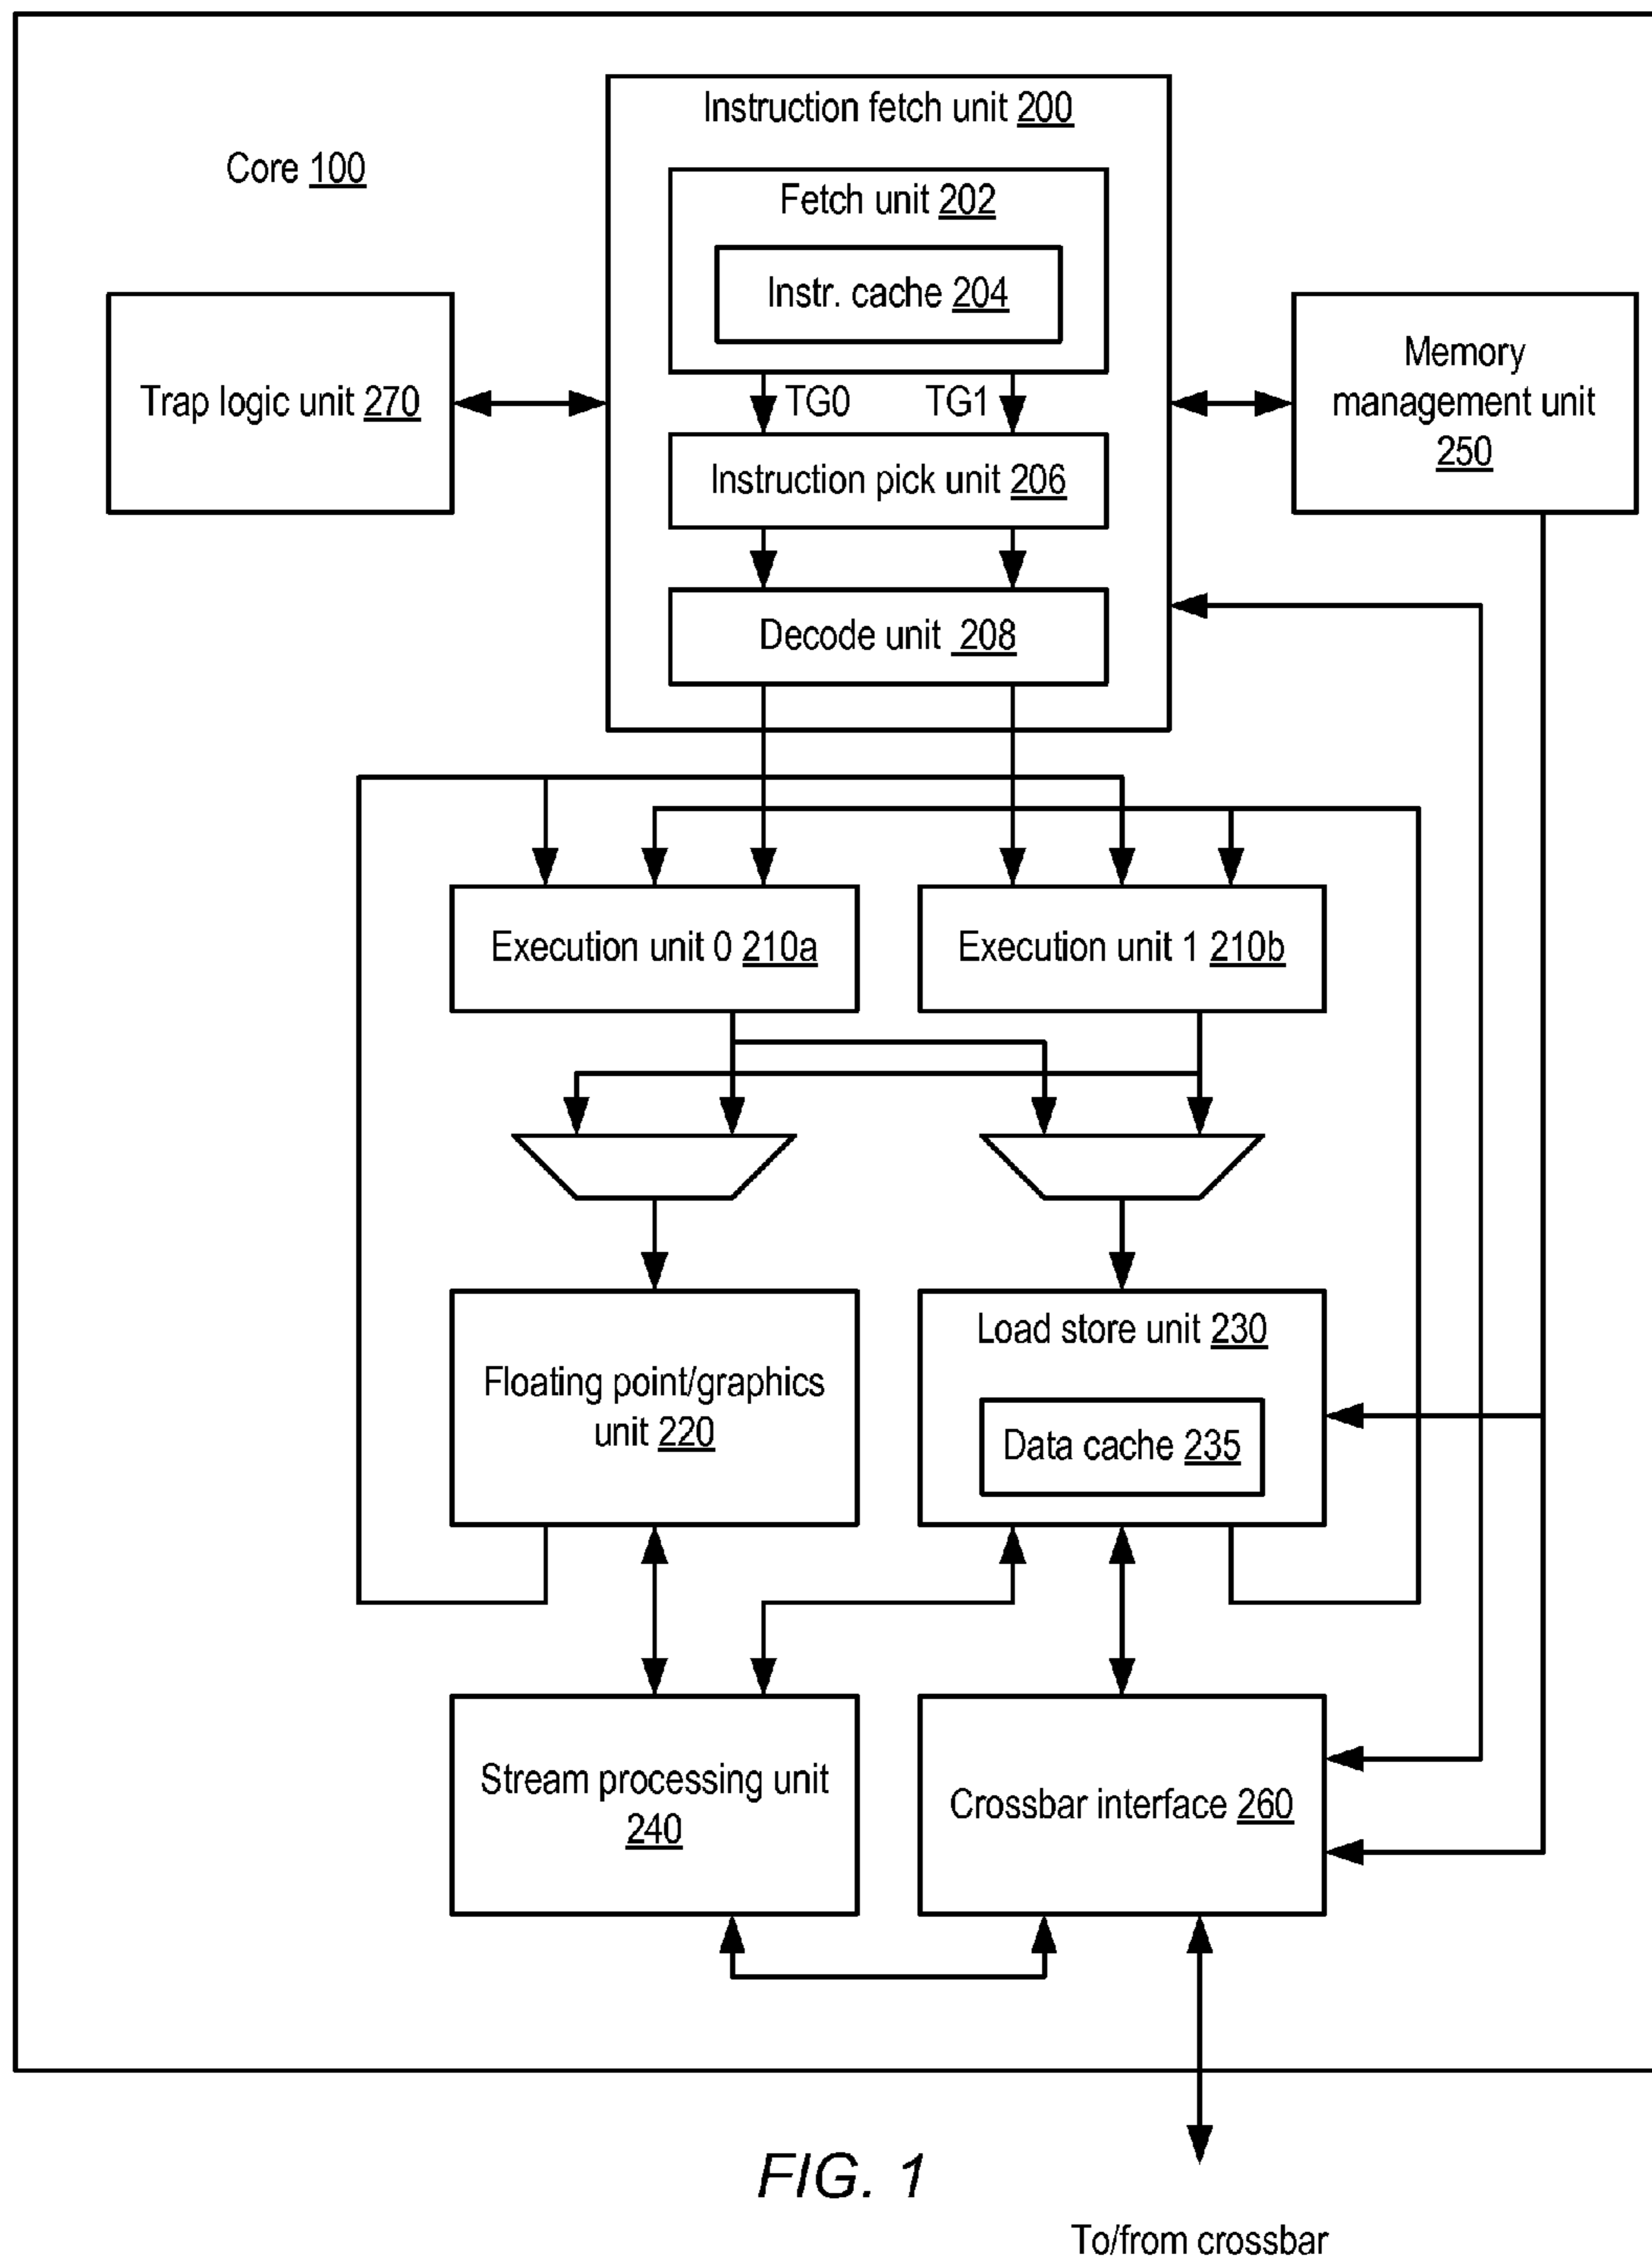 Instruction fetch unit 200
Core 100
Fetch unit 202
Instr. cache 204
Trap logic unit 270
TG0
TG1
Memory
management unit
250
Instruction pick unit 206
Decode unit 208
Execution unit 0 210a
Execution unit 1 210b
Floating point/graphics
unit 220
Load store unit 230
Data cache 235
Stream processing unit
240
Crossbar interface 260
FIG. 1
To/from crossbar